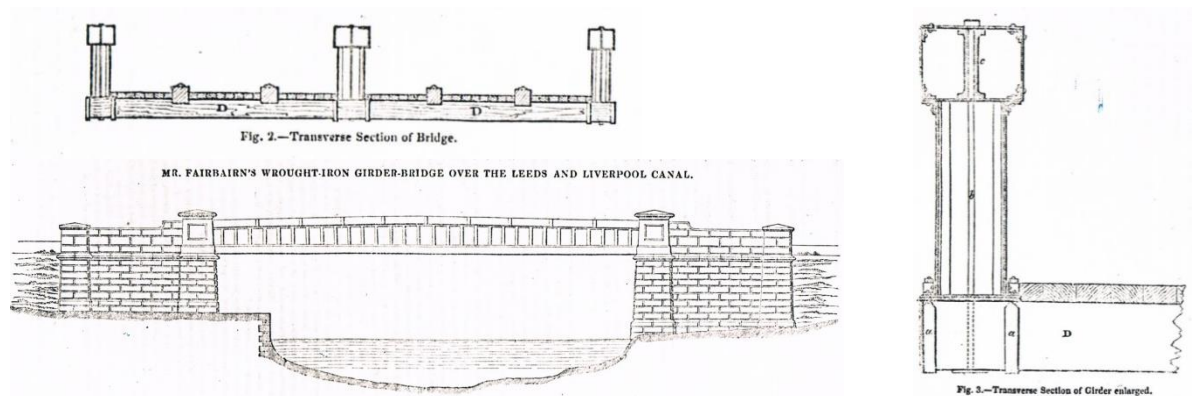 D
D
Fig. 2.—Transverse Section of Bridge.
MR. FAIRBAIRN'S WROUGHT-IRON GIRDER-BRIDGE OVER THE LEEDS AND LIVERPOOL CANAL.
c
a
a
D
Fig. 3.—Transverse Section of Girder enlarged.